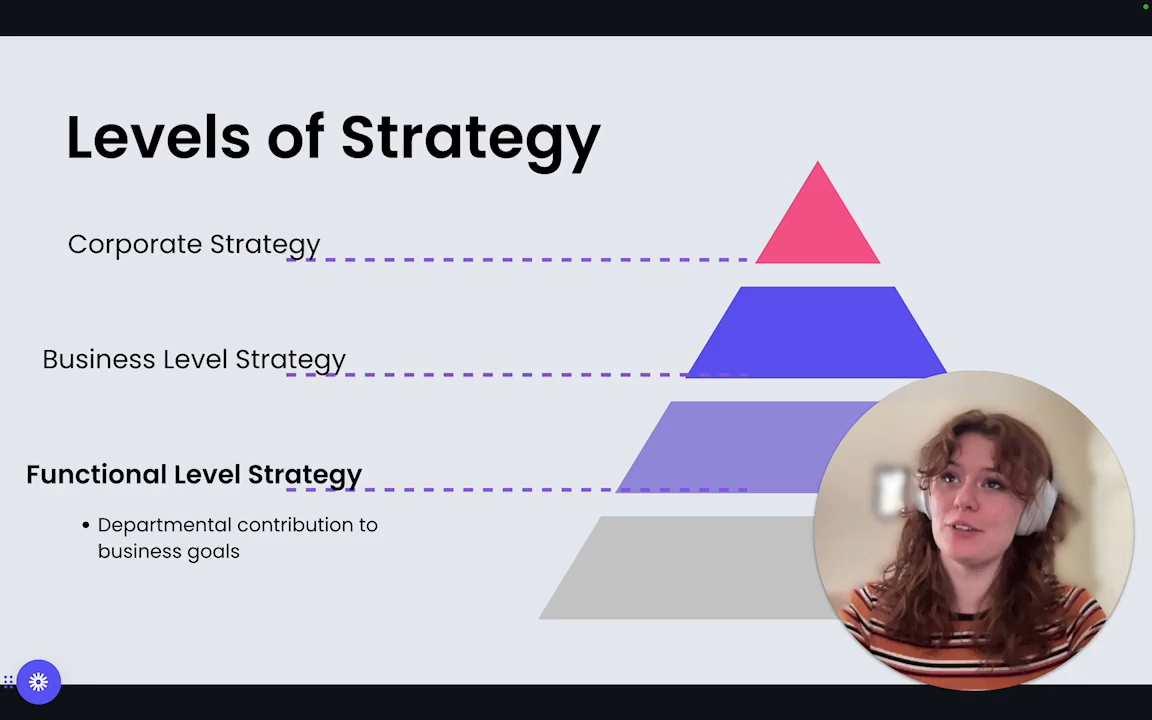 Levels of Strategy
Corporate Strategy
Business Level Strategy
Functional Level Strategy
• Departmental contribution to
business goals